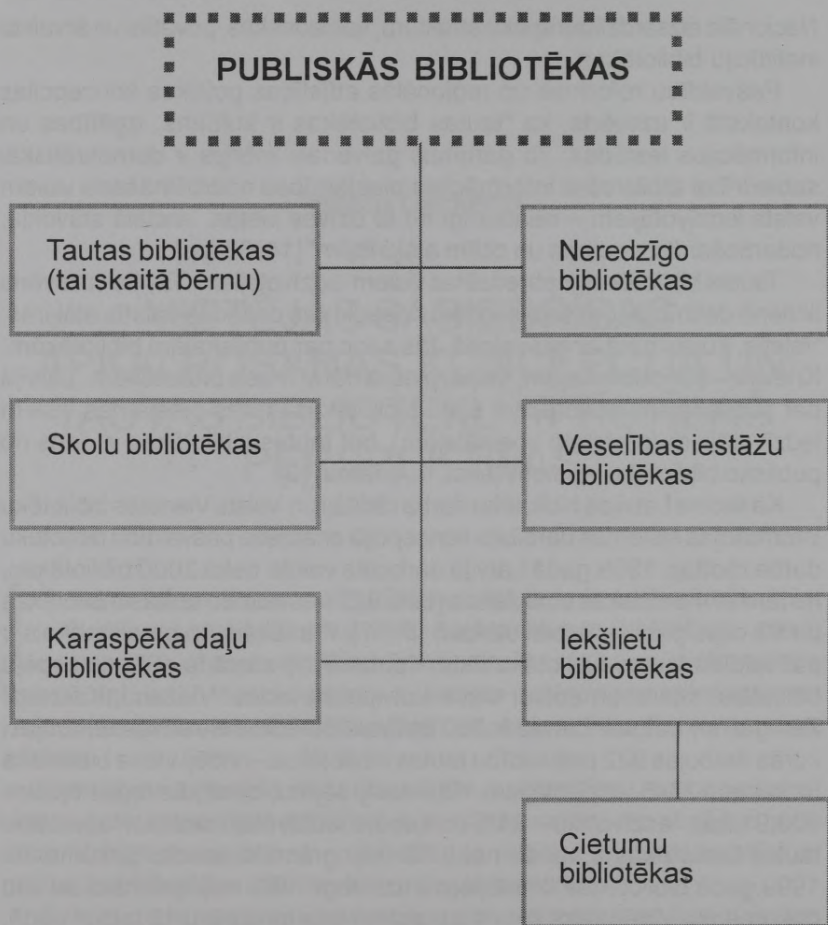 PUBLISKĀS BIBLIOTĒKAS
Tautas bibliotēkas
(tai skaitā bērnu)
Neredzīgo
bibliotēkas
Skolu bibliotēkas
Veselības iestāžu
bibliotēkas
Karaspēka daļu
bibliotēkas
Iekšlietu
bibliotēkas
Cietumu
bibliotēkas